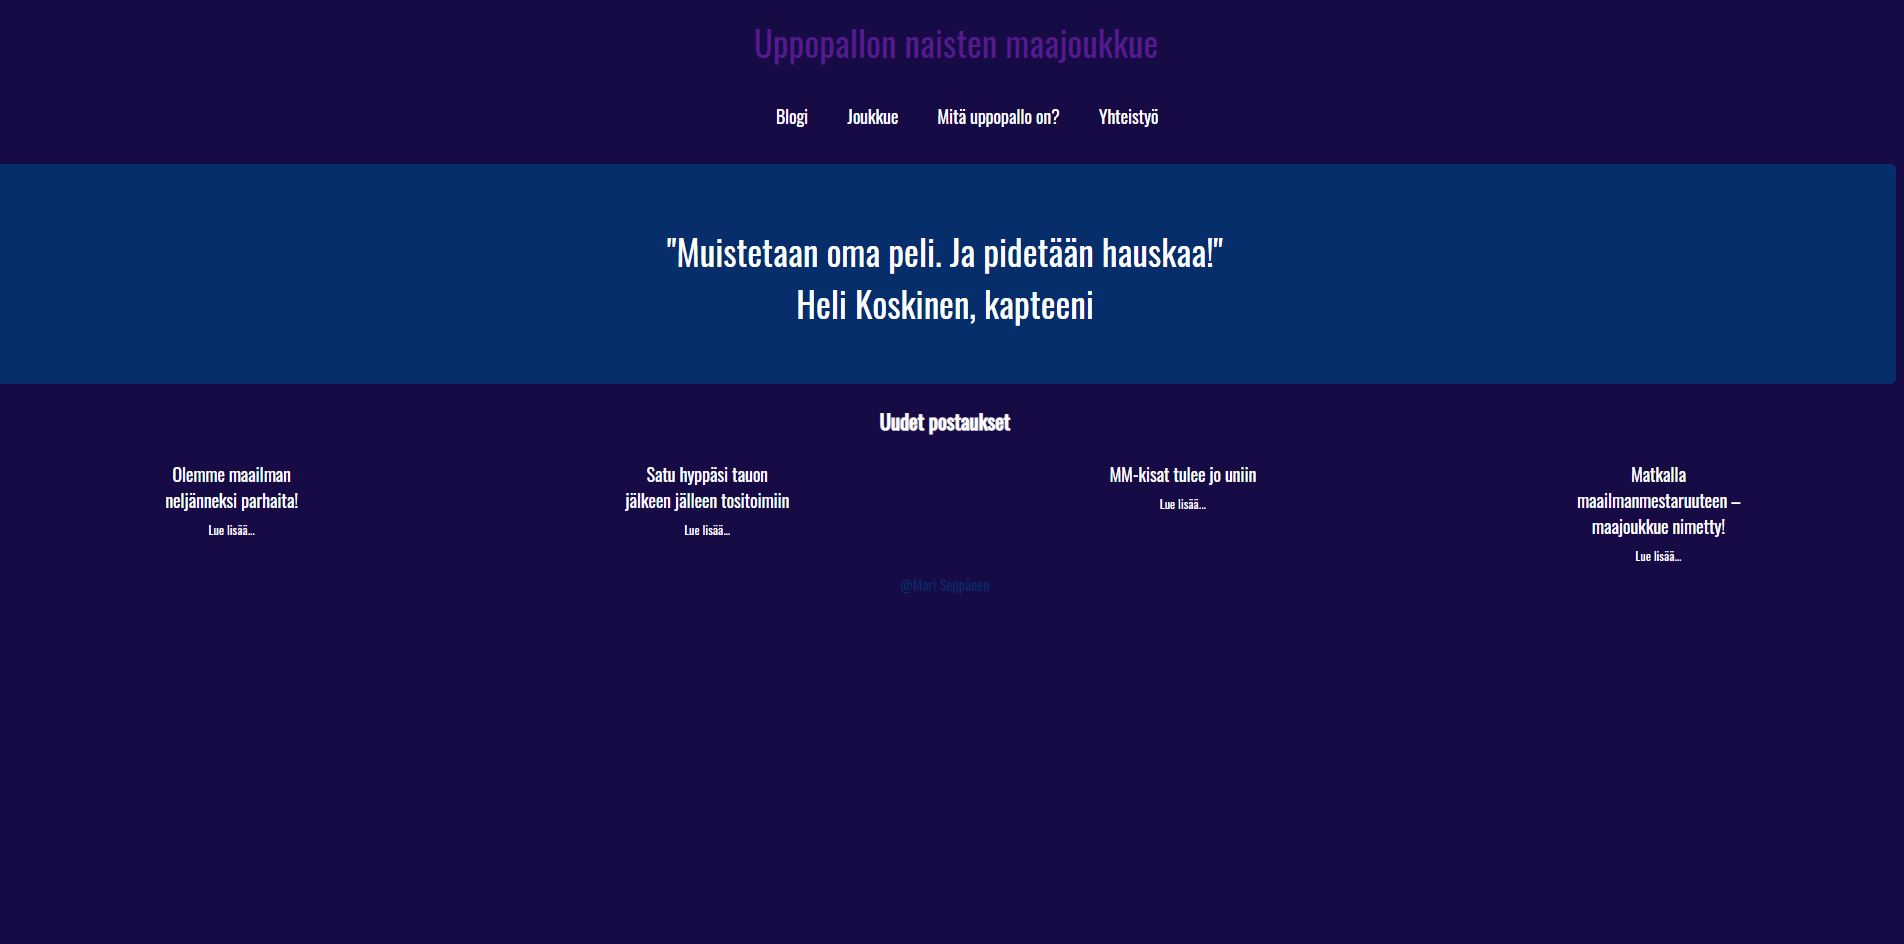 Uppopallon naisten maajoukkue
Blogi Joukkue Mitä uppopallo on? Yhteistyö
"Muistetaan oma peli. Ja pidetään hauskaa!"
Heli Koskinen, kapteeni
Uudet postaukset
Olemme maailman
neljänneksi parhaita!
Lue lisää...
Satu hyppäsi tauon
jälkeen jälleen tositoimiin
Lue lisää...
MM-kisat tulee jo uniin
Lue lisää...
Matkalla
maailmanmestaruuteen –
maajoukkue nimetty!
Lue lisää...
@Mari Seppänen